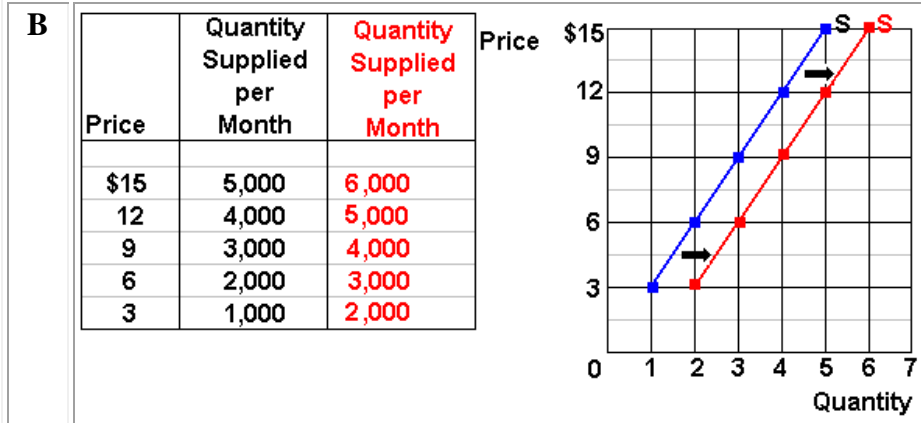 B
Price
Quantity
Supplied
per
Month
Quantity
Supplied
per
Month
$15 5,000 6,000
12 4,000 5,000
9 3,000 4,000
6 2,000 3,000
3 1,000 2,000
Price
$15
12
9
6
3
0 1 2 3 4 5 6 7
Quantity
S S